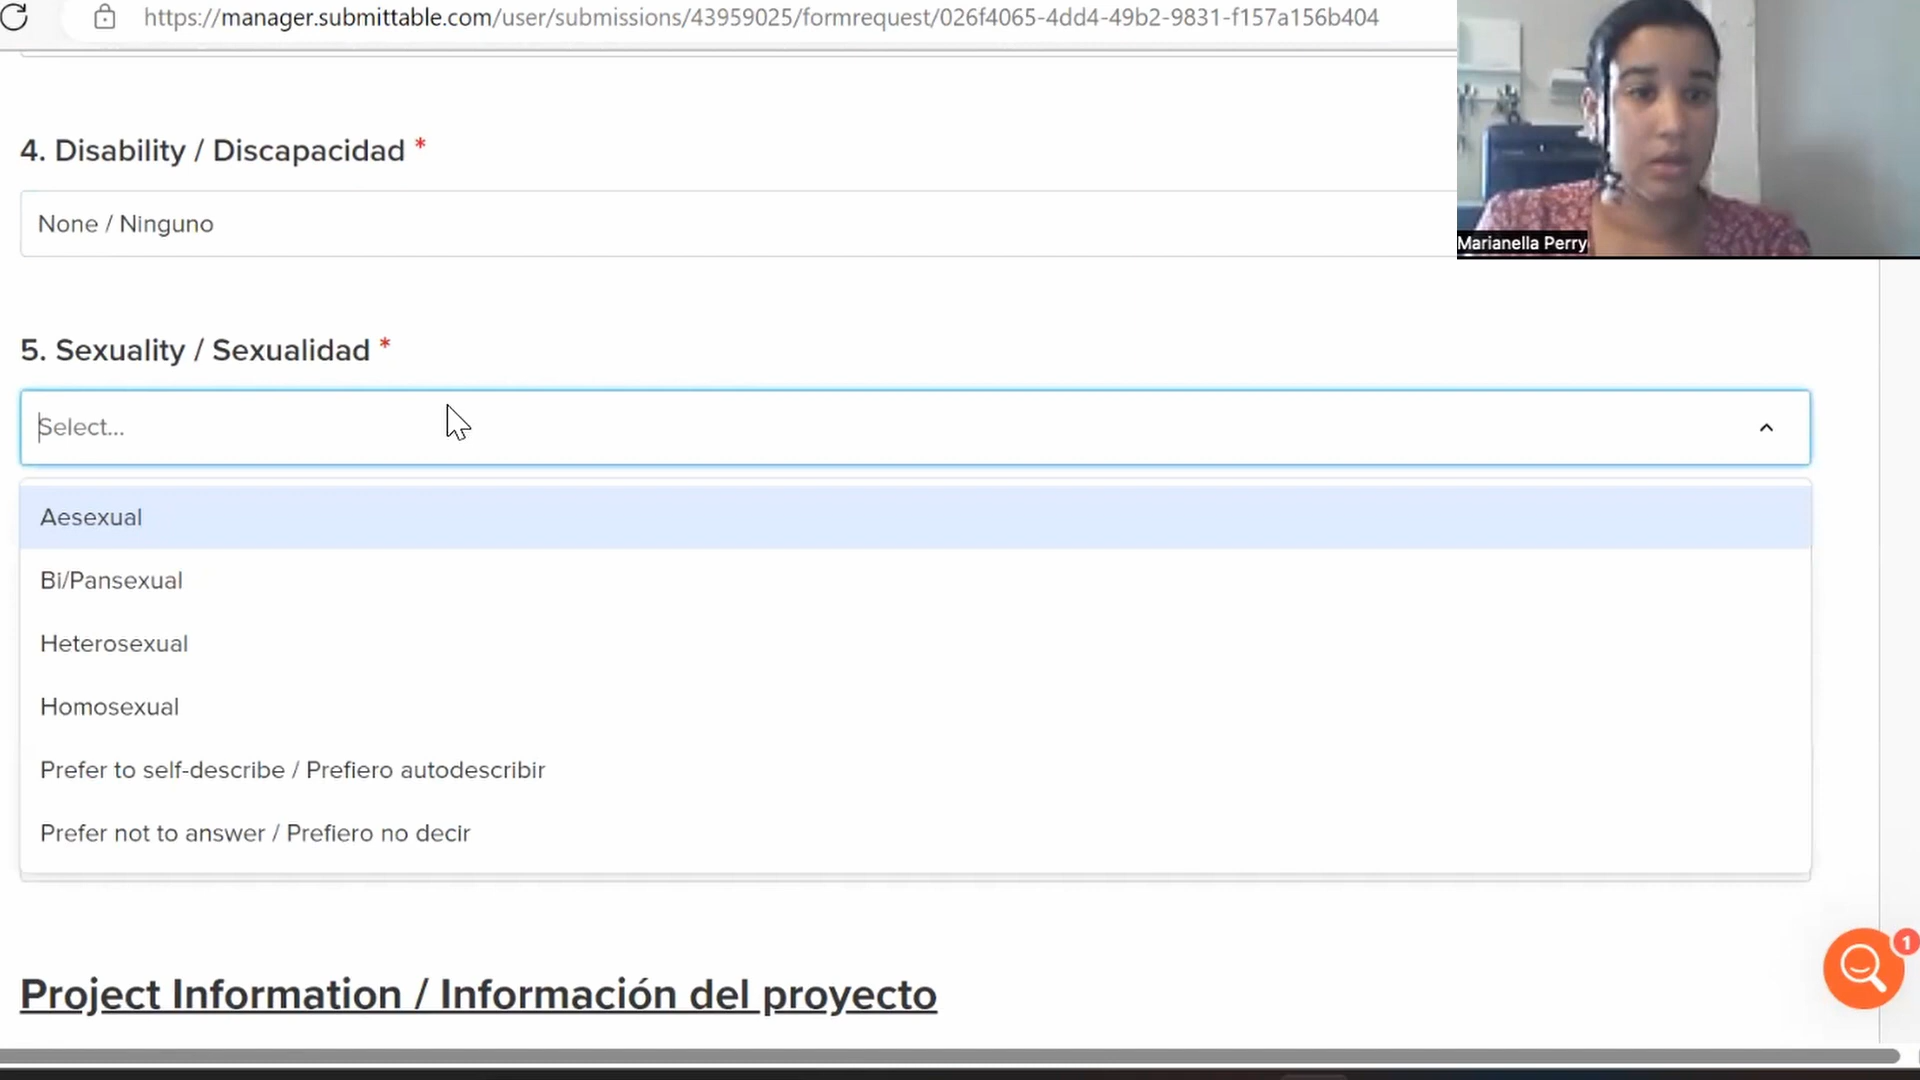 https://manager.submittable.com/user/submissions/43959025/formrequest/026f4065-4dd4-49b2-9831-f157a156b404
4. Disability / Discapacidad *
None / Ninguno
Marianella Perry
5. Sexuality / Sexualidad *
Select...
Aesexual
Bi/Pansexual
Heterosexual
Homosexual
Prefer to self-describe / Prefiero autodescribir
Prefer not to answer / Prefiero no decir
1
Project Information / Información del proyecto